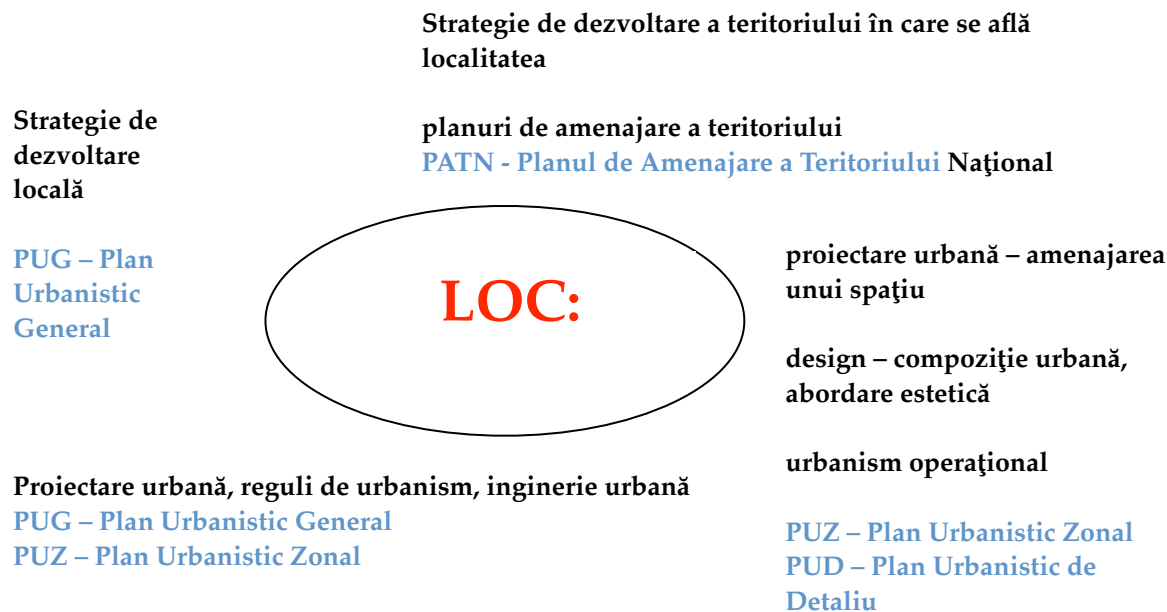 Strategie de dezvoltare a teritoriului în care se află
localitatea
planuri de amenajare a teritoriului
PATN - Planul de Amenajare a Teritoriului Naţional
Strategie de
dezvoltare
locală
PUG – Plan
Urbanistic
General
LOC:
proiectare urbană – amenajarea
unui spaţiu
design – compoziţie urbană,
abordare estetică
urbanism operaţional
PUZ – Plan Urbanistic Zonal
PUD – Plan Urbanistic de
Detaliu
Proiectare urbană, reguli de urbanism, inginerie urbană
PUG – Plan Urbanistic General
PUZ – Plan Urbanistic Zonal